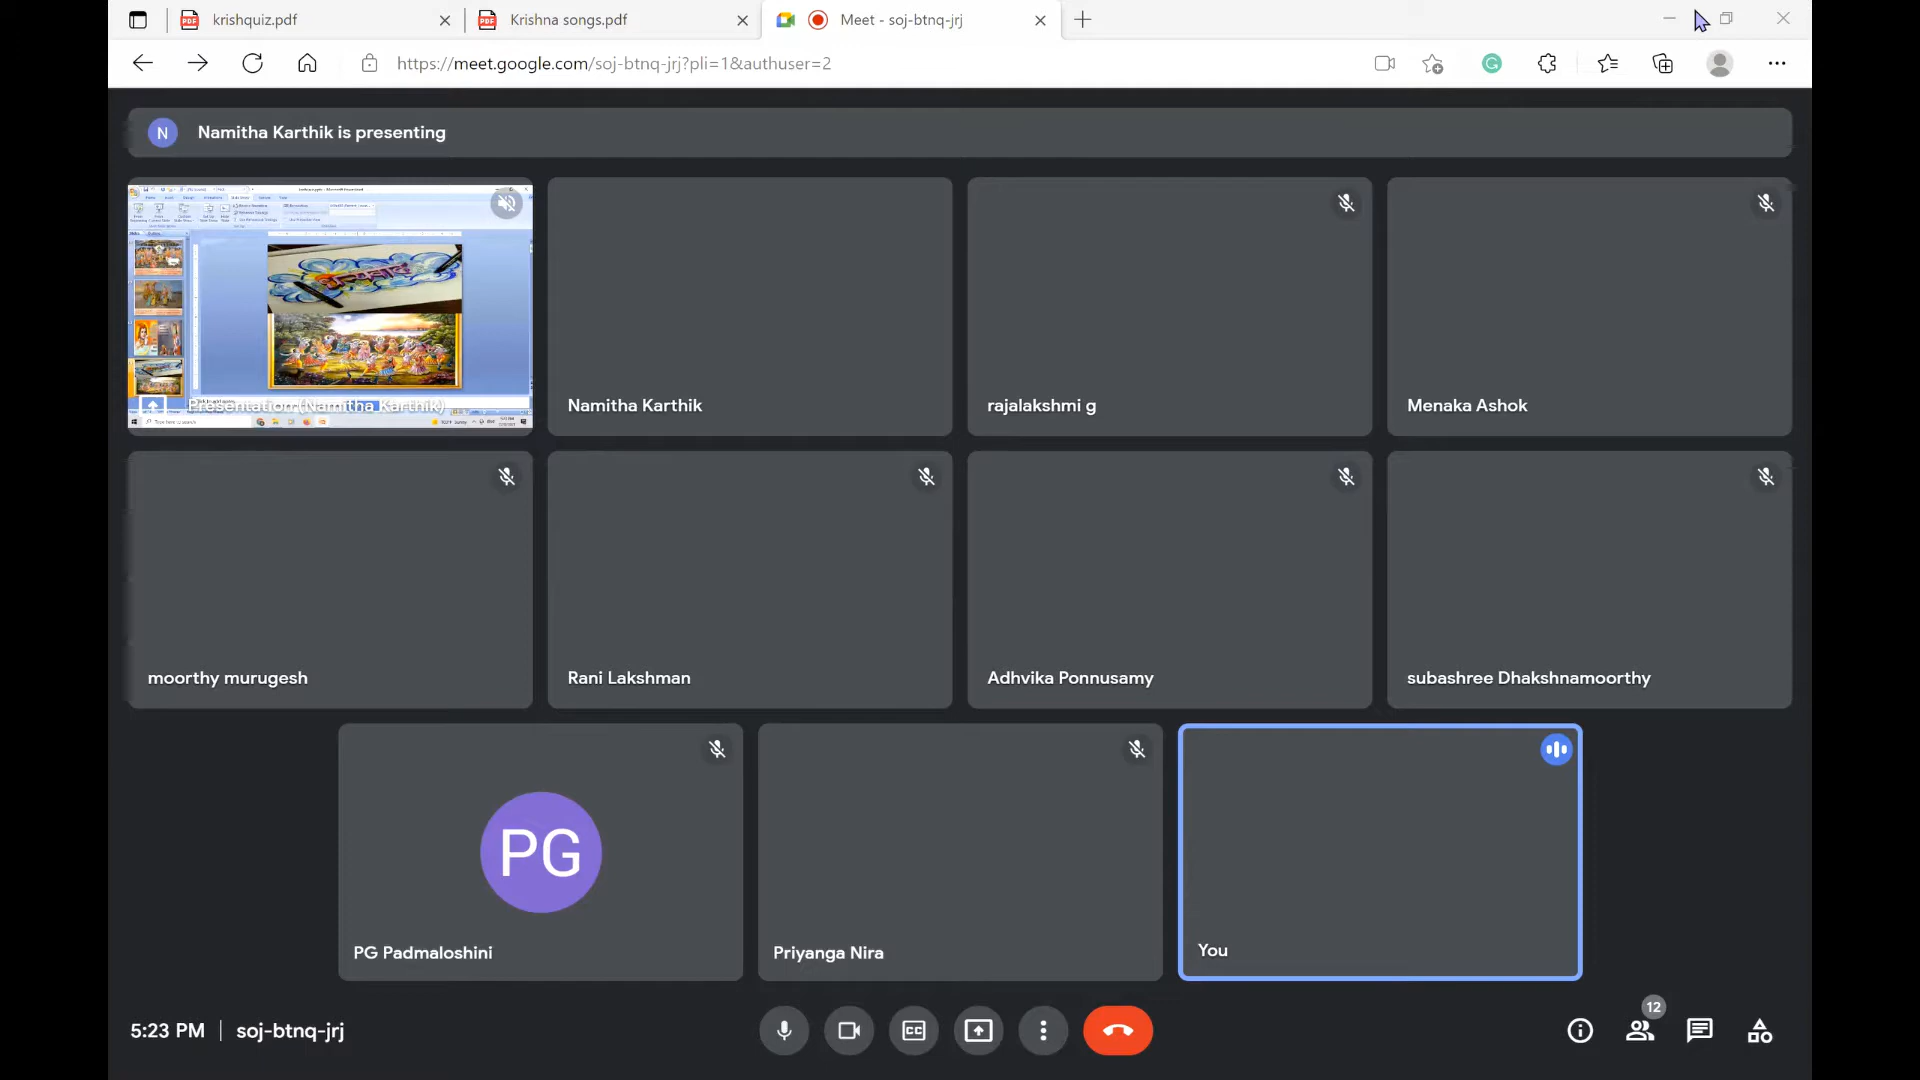 krishquiz.pdf
Krishna songs.pdf
Meet - soj-btnq-jrj
https://meet.google.com/soj-btnq-jrj?pli=1&authuser=2
N
Namitha Karthik is presenting
Presentation (Namitha Karthik)
Namitha Karthik
rajalakshmi g
Menaka Ashok
moorthy murugesh
Rani Lakshman
Adhvika Ponnusamy
subashree Dhakshnamoorthy
PG
PG Padmaloshini
Priyanga Nira
You
5:23 PM
soj-btnq-jrj
CC
12